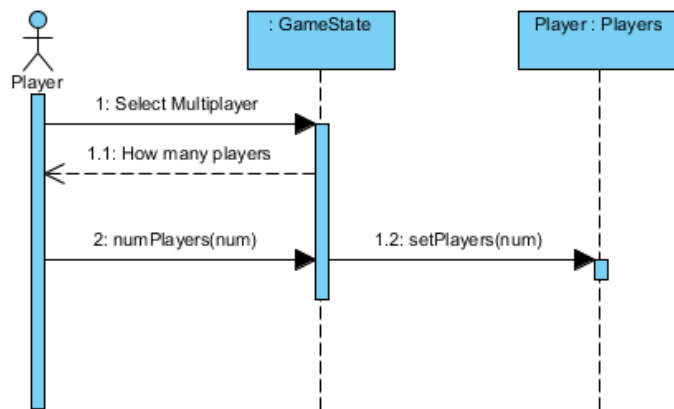 : GameState
Player : Players
Player
1: Select Multiplayer
1.1: How many players
2: numPlayers(num)
1.2: setPlayers(num)